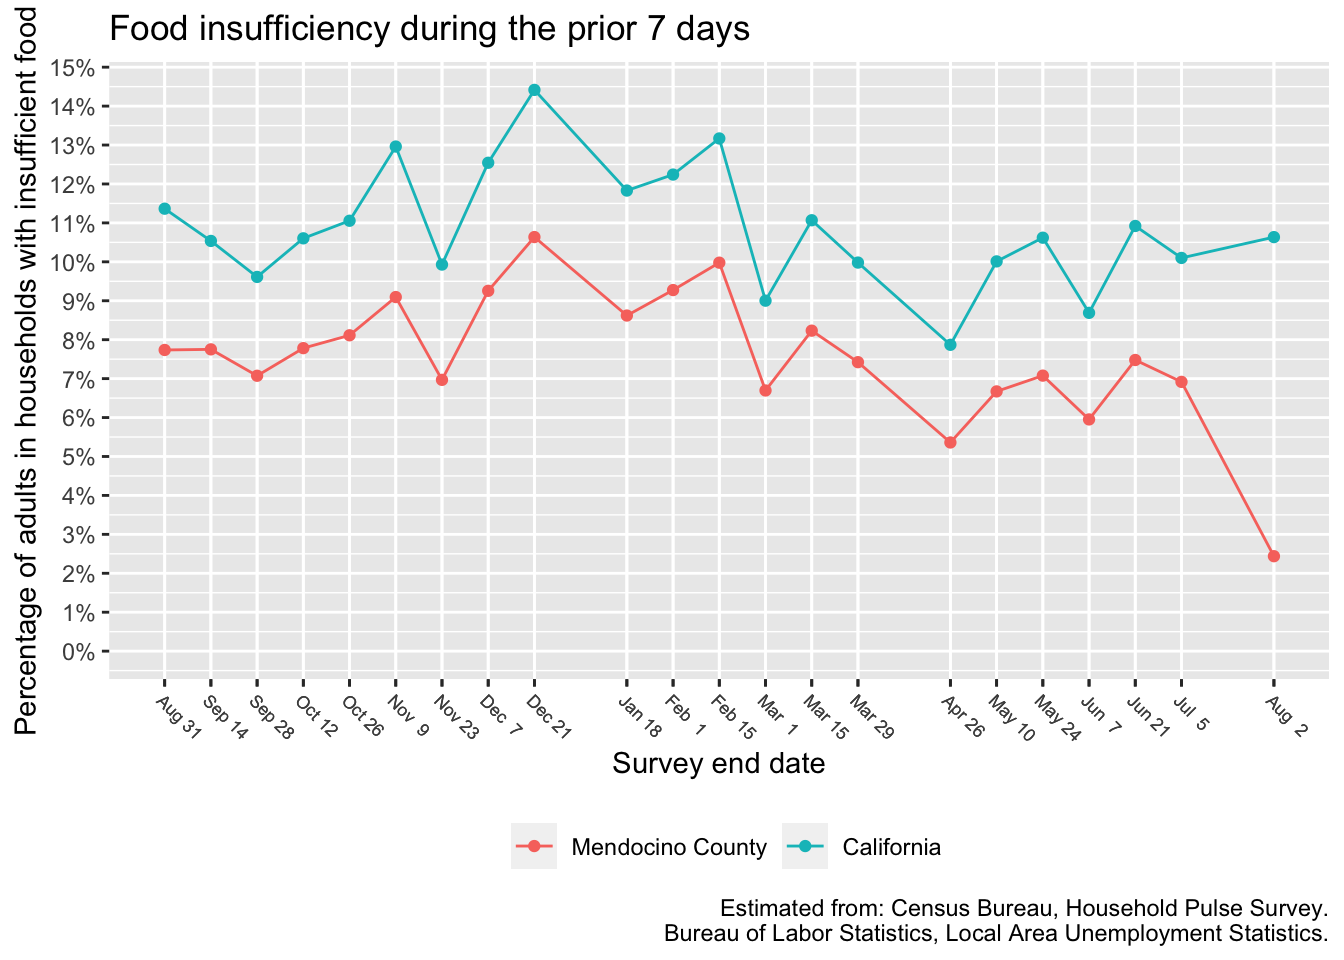 Food insufficiency during the prior 7 days
Percentage of adults in households with insufficient food
15%
14%
13%
12%
11%
10%
9%
8%
7%
6%
5%
4%
3%
2%
1%
0%
Aug 31
Sep 14
Sep 28
Oct 12
Oct 26
Nov 9
Nov 23
Dec 7
Dec 21
Jan 18
Feb 1
Feb 15
Mar 1
Mar 15
Mar 29
Apr 26
May 10
May 24
Jun 7
Jun 21
Jul 5
Aug 2
Survey end date
Mendocino County
California
Estimated from: Census Bureau, Household Pulse Survey.
Bureau of Labor Statistics, Local Area Unemployment Statistics.